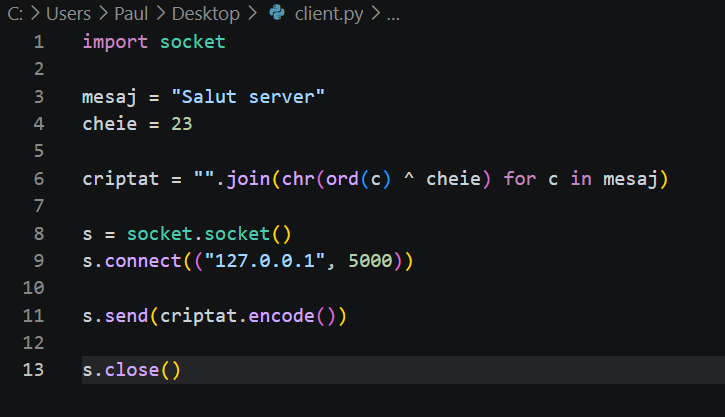 C: > Users > Paul > Desktop > client.py > ...
1 import socket
2
3 mesaj = "Salut server"
4 cheie = 23
5
6 criptat = "".join(chr(ord(c) ^ cheie) for c in mesaj)
7
8 s = socket.socket()
9 s.connect(("127.0.0.1", 5000))
10
11 s.send(criptat.encode())
12
13 s.close()